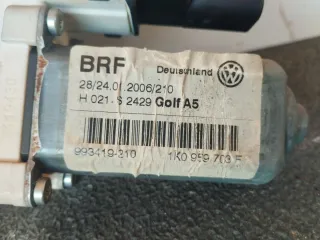 BRF Deutschland
28/24.01.2006/210
H 021-S 2429 Golf A5
993419-310 1K0 959 703 F